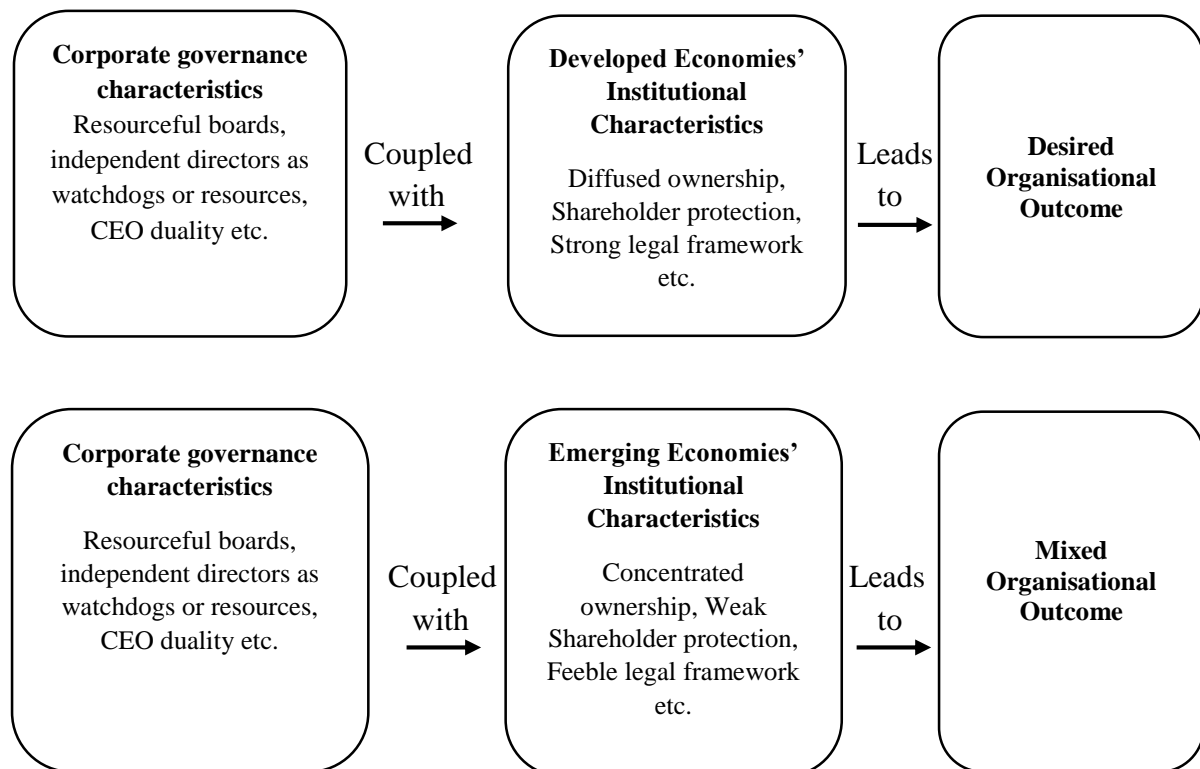 Corporate governance
characteristics
Resourceful boards,
independent directors as
watchdogs or resources,
CEO duality etc.
Coupled
with
Developed Economies’
Institutional
Characteristics
Diffused ownership,
Shareholder protection,
Strong legal framework
etc.
Leads
to
Desired
Organisational
Outcome
Corporate governance
characteristics
Resourceful boards,
independent directors as
watchdogs or resources,
CEO duality etc.
Coupled
with
Emerging Economies’
Institutional
Characteristics
Concentrated
ownership, Weak
Shareholder protection,
Feeble legal framework
etc.
Leads
to
Mixed
Organisational
Outcome